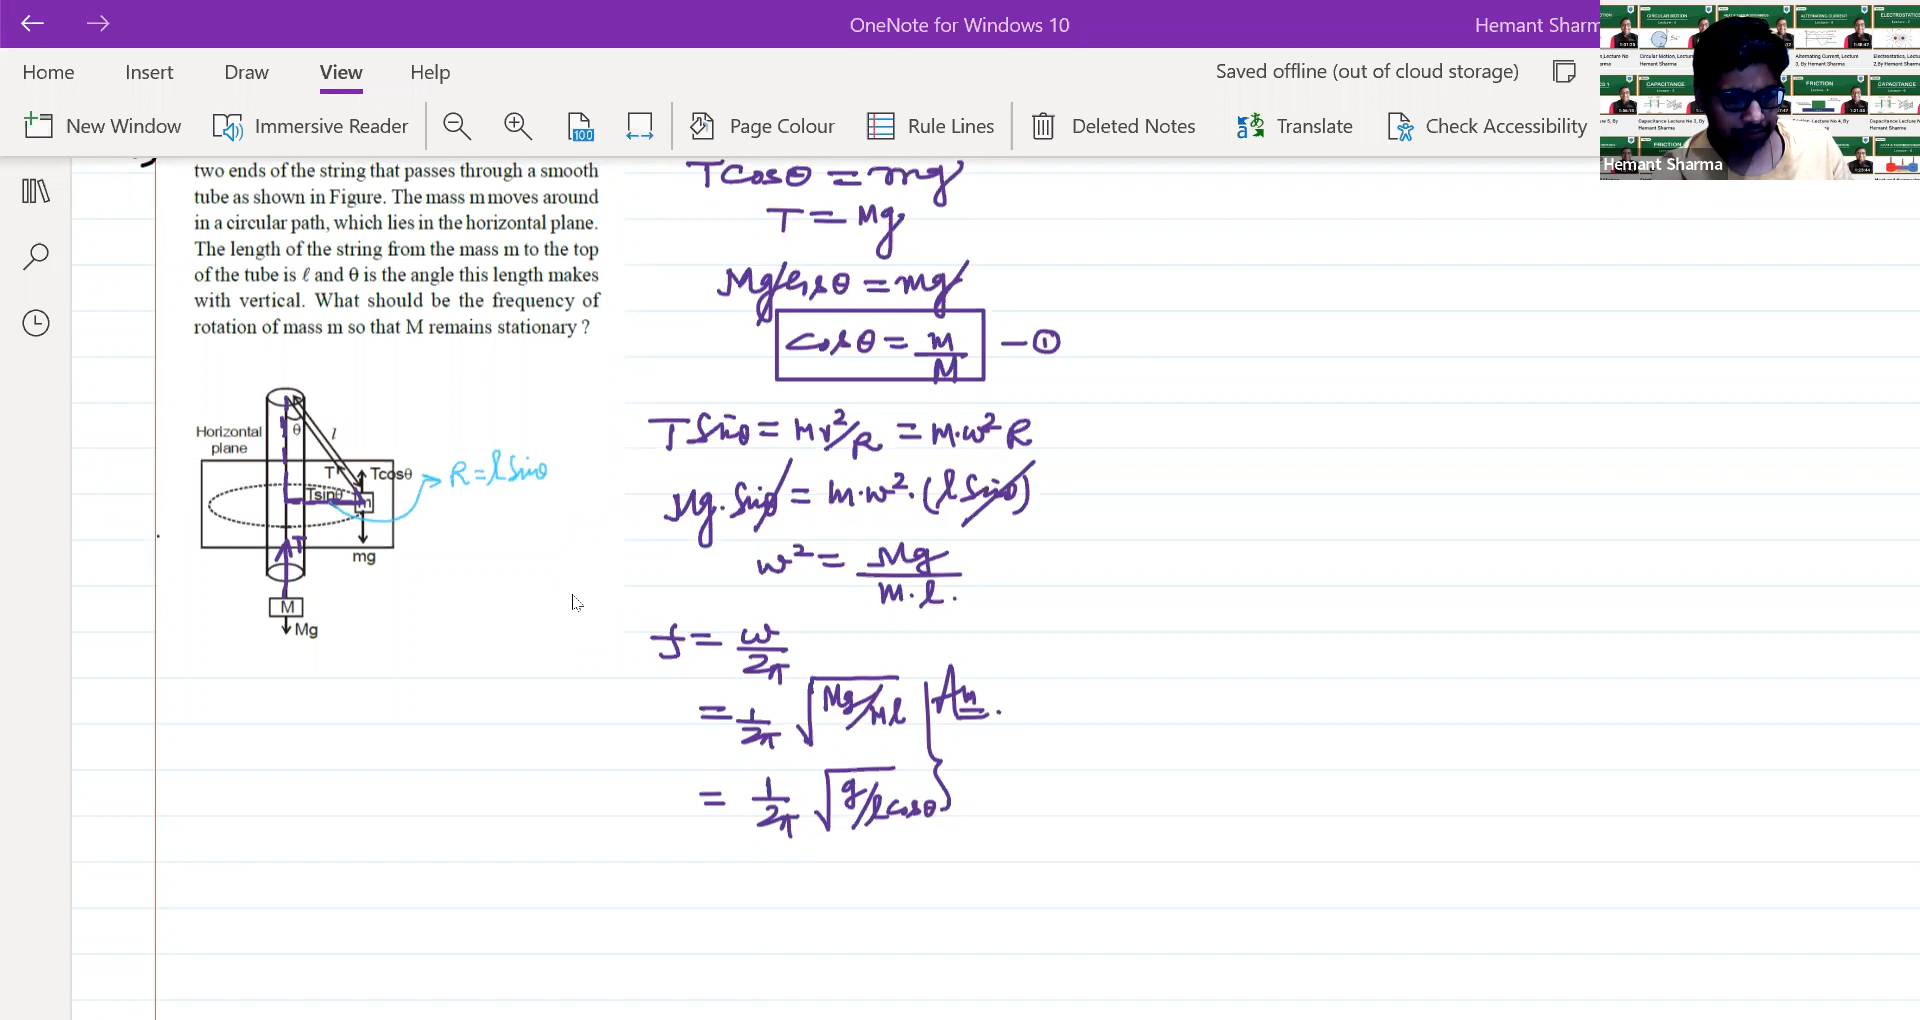 OneNote for Windows 10
Hemant Sharm
Home Insert Draw View Help
Saved offline (out of cloud storage)
New Window Immersive Reader 100 Page Colour Rule Lines Deleted Notes Translate Check Accessibility
Hemant Sharma
two ends of the string that passes through a smooth
tube as shown in Figure. The mass m moves around
in a circular path, which lies in the horizontal plane.
The length of the string from the mass m to the top
of the tube is ℓ and θ is the angle this length makes
with vertical. What should be the frequency of
rotation of mass m so that M remains stationary ?
Horizontal
plane
θ
l
T
Tcosθ
Tsinθ
m
mg
T
M
Mg
R = l Sinθ
T Cosθ = mg
T = Mg
Mg Cosθ = mg
Cosθ = m/M — ①
T Sinθ = mv²/R = m·w² R
Mg. Sinθ = m·w². (l Sinθ)
w² = Mg/m.l.
f = ω/2π
= 1/2π √Mg/Ml Ans.
= 1/2π √g/lcosθ